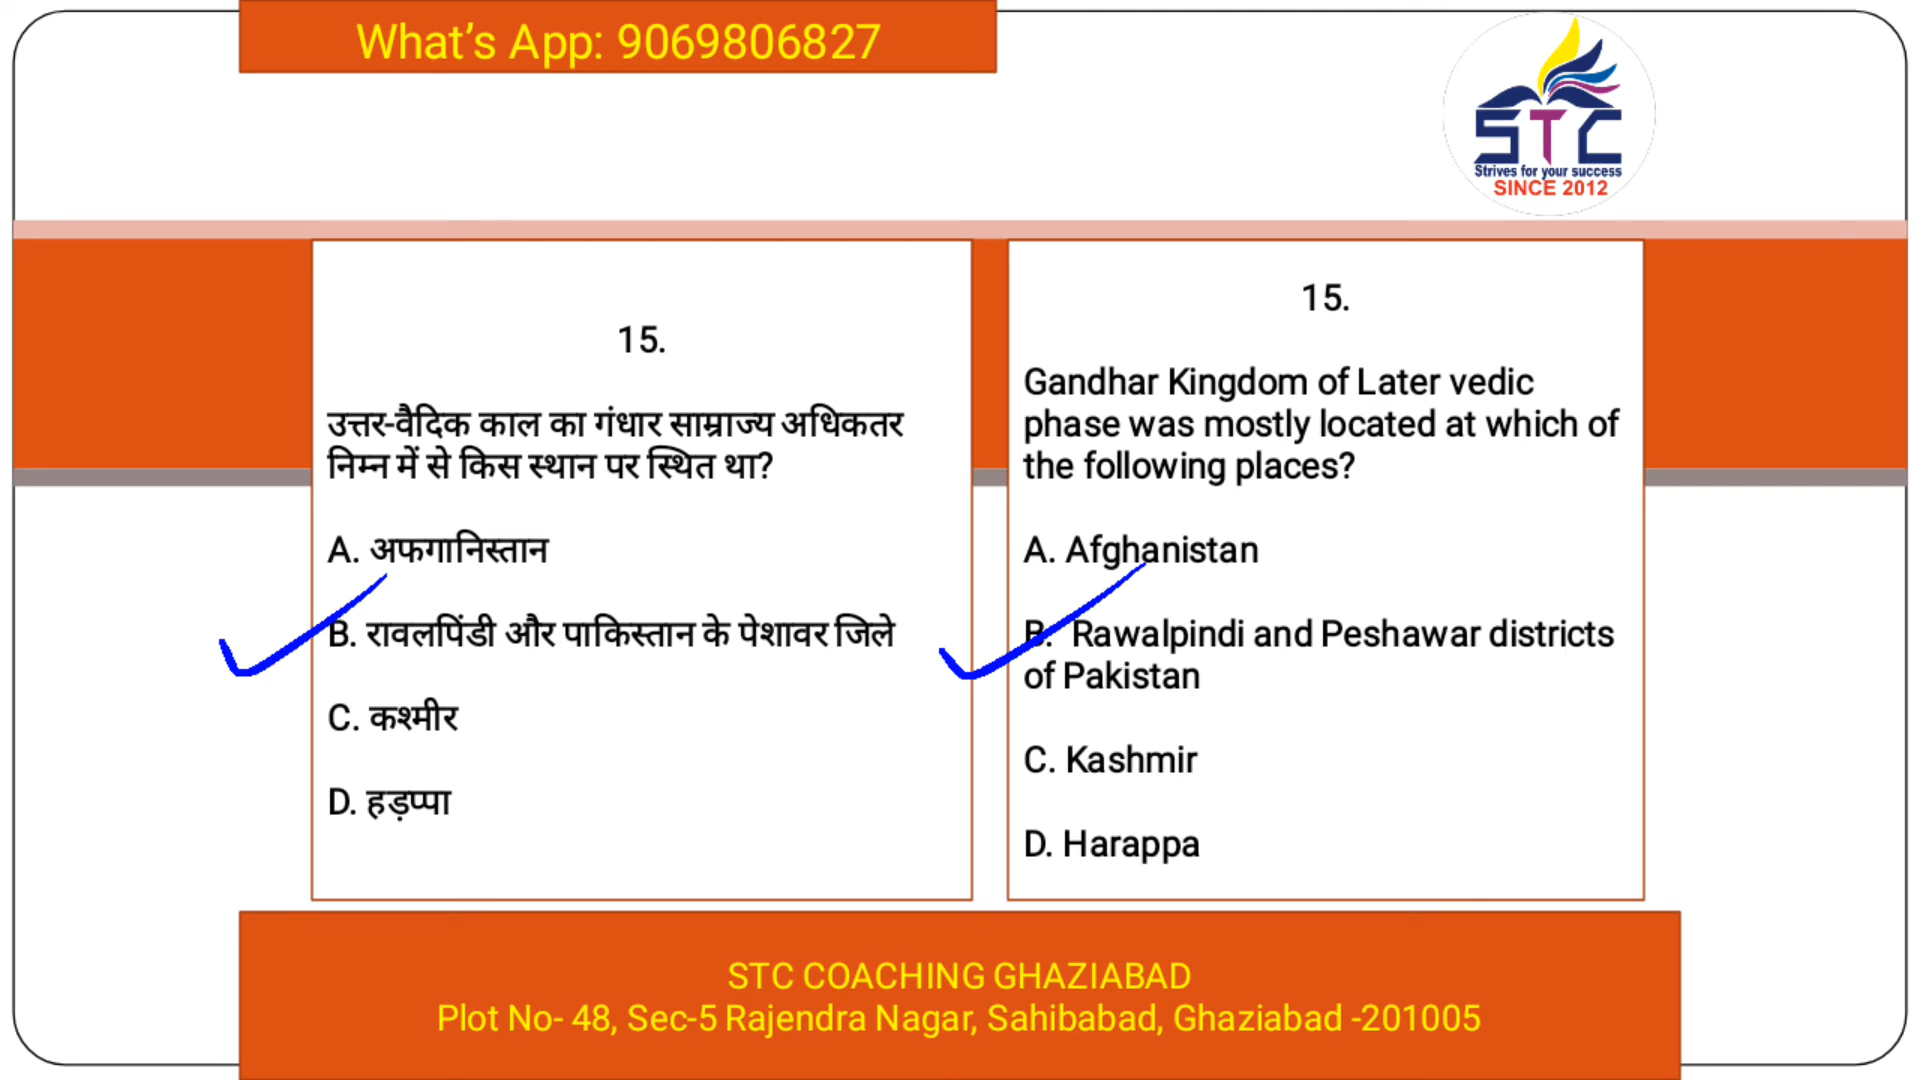 What’s App: 9069806827
STC
Strives for your success
SINCE 2012
15.
उत्तर-वैदिक काल का गंधार साम्राज्य अधिकतर
निम्न में से किस स्थान पर स्थित था?
A. अफगानिस्तान
B. रावलपिंडी और पाकिस्तान के पेशावर जिले
C. कश्मीर
D. हड़प्पा
15.
Gandhar Kingdom of Later vedic
phase was mostly located at which of
the following places?
A. Afghanistan
B. Rawalpindi and Peshawar districts
of Pakistan
C. Kashmir
D. Harappa
STC COACHING GHAZIABAD
Plot No- 48, Sec-5 Rajendra Nagar, Sahibabad, Ghaziabad -201005